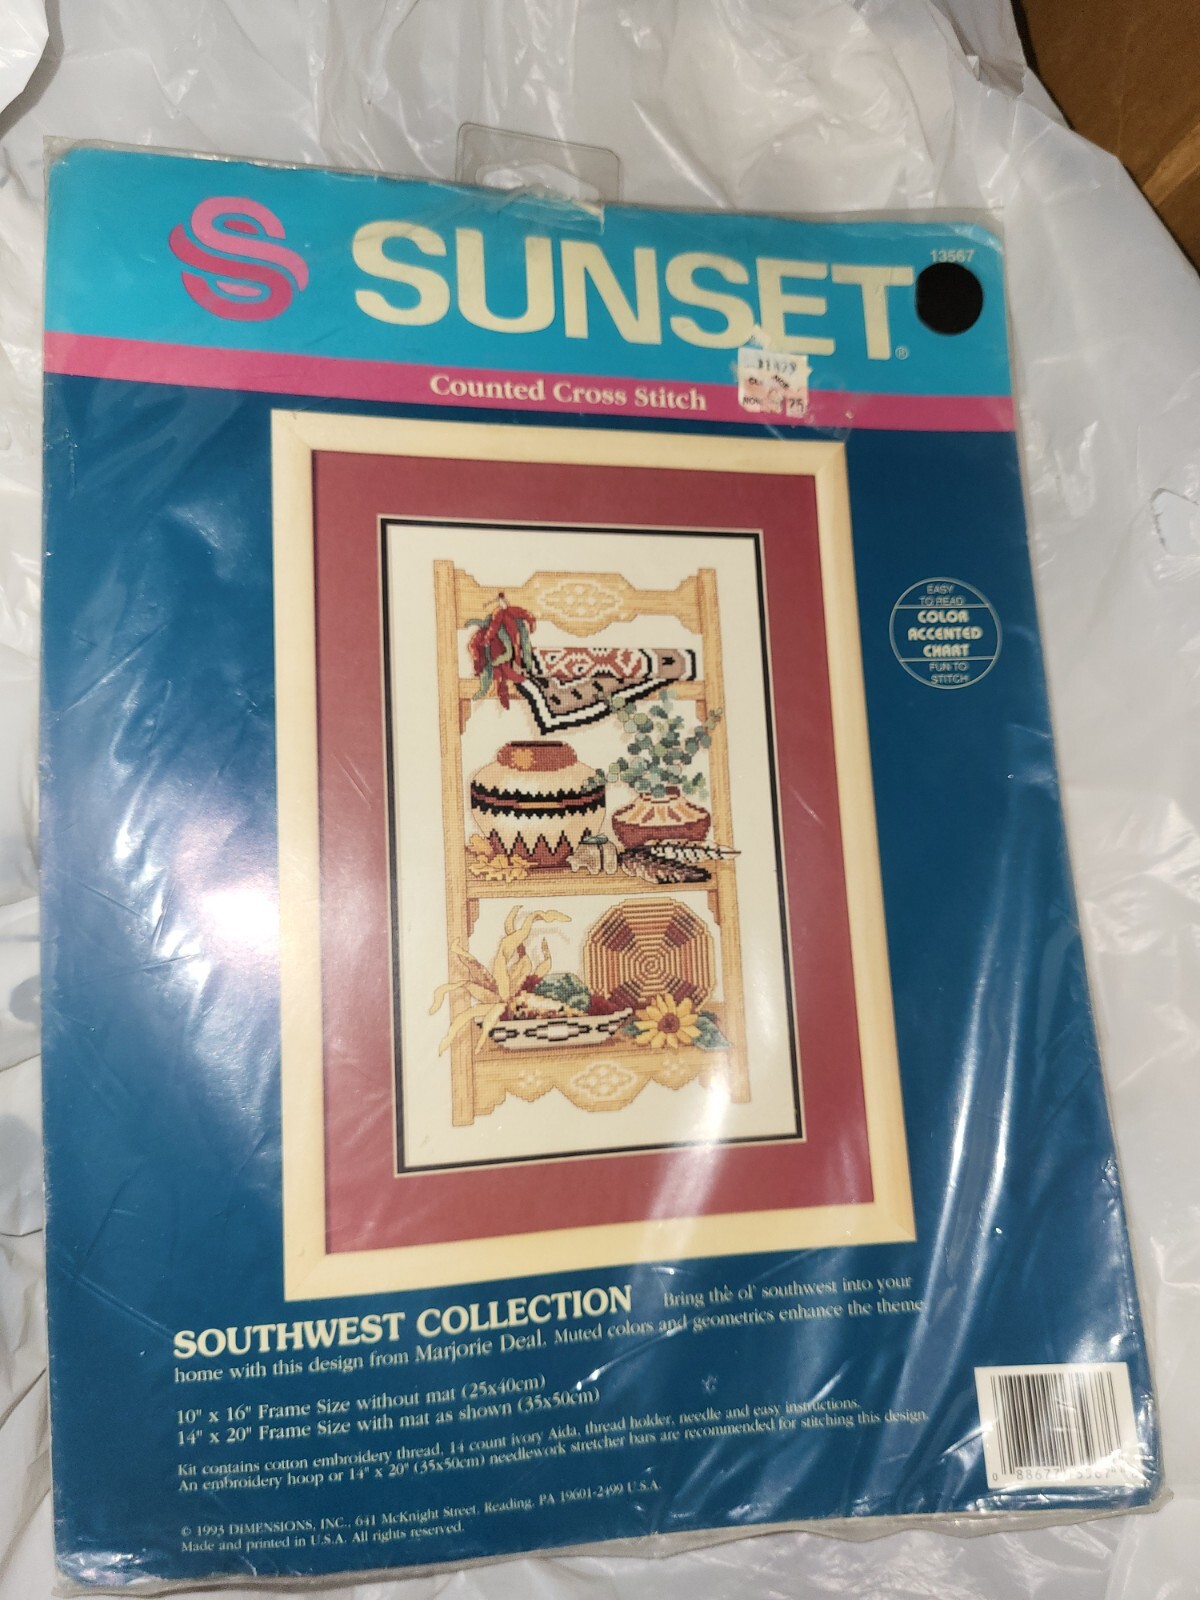 13567
SUNSET®
Counted Cross Stitch
31429
25
EASY
TO READ
COLOR
ACCENTED
CHART
FUN TO
STITCH
SOUTHWEST COLLECTION Bring the ol' southwest into your
home with this design from Marjorie Deal. Muted colors and geometrics enhance the theme.
10" x 16" Frame Size without mat (25x40cm)
14" x 20" Frame Size with mat as shown (35x50cm)
Kit contains cotton embroidery thread, 14 count ivory Aida, thread holder, needle and easy instructions.
An embroidery hoop or 14" x 20" (35x50cm) needlework stretcher bars are recommended for stitching this design.
© 1993 DIMENSIONS, INC., 641 McKnight Street, Reading, PA 19601-2499 U.S.A.
Made and printed in U.S.A. All rights reserved.
0